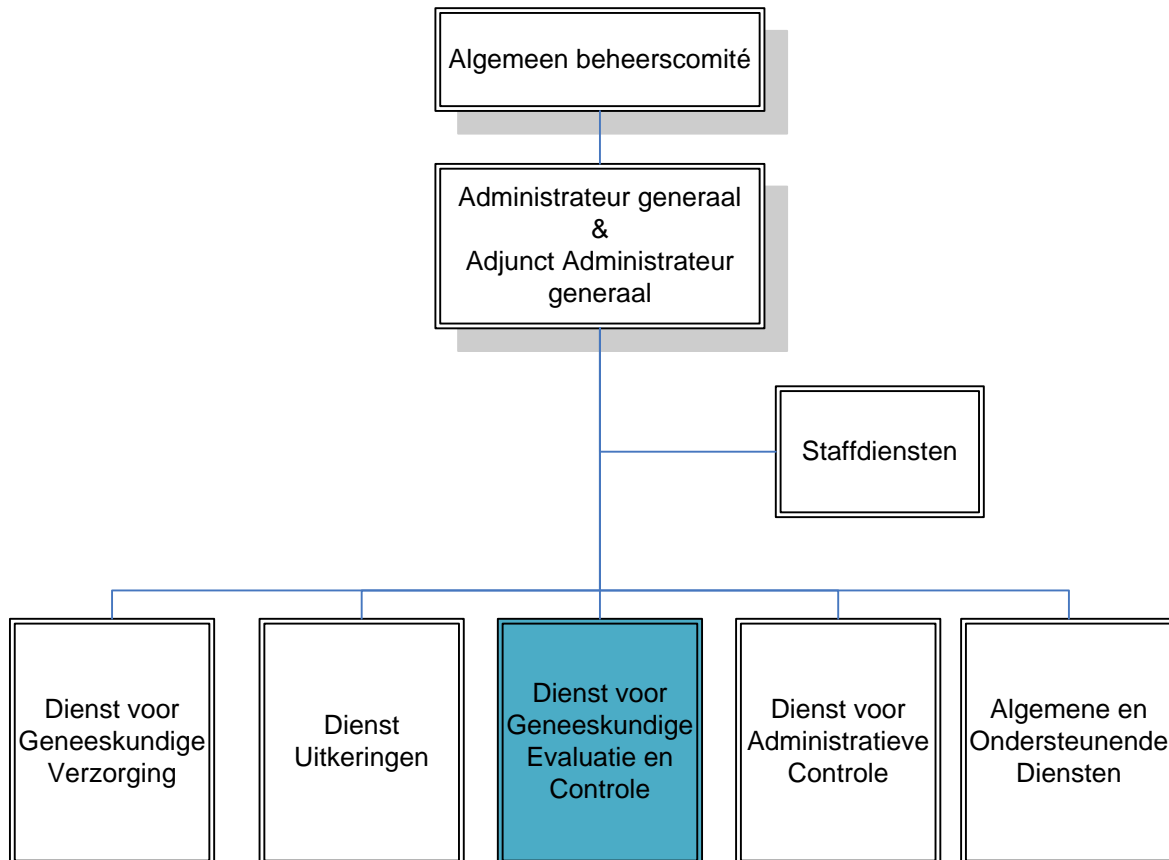 Algemeen beheerscomité
Administrateur generaal
&
Adjunct Administrateur
generaal
Staffdiensten
Dienst voor
Geneeskundige
Verzorging
Dienst
Uitkeringen
Dienst voor
Geneeskundige
Evaluatie en
Controle
Dienst voor
Administratieve
Controle
Algemene en
Ondersteunende
Diensten